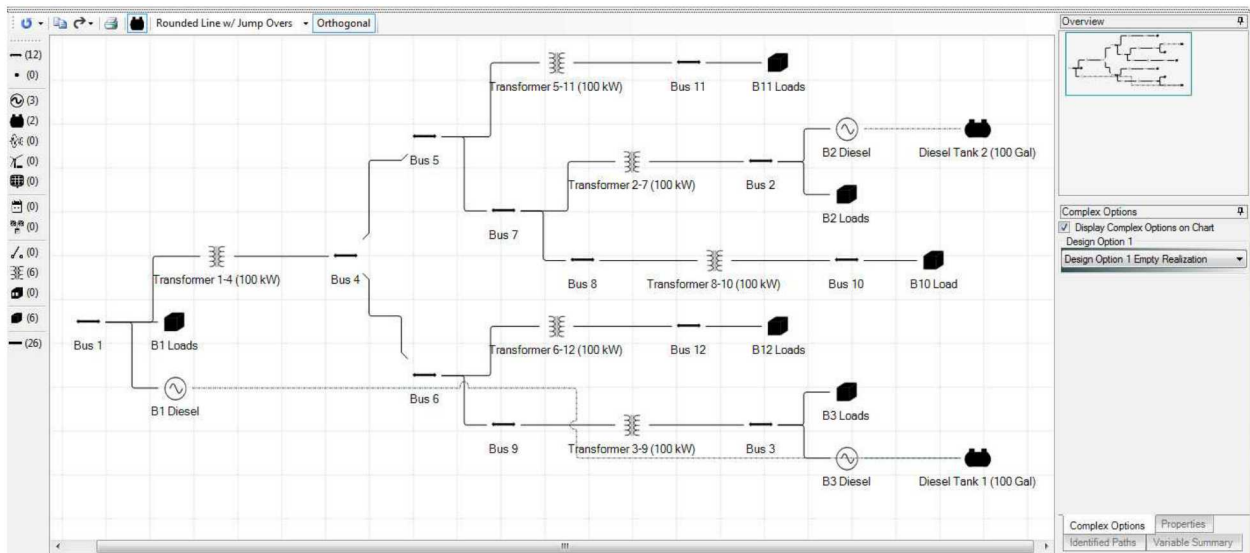 Rounded Line w/ Jump Overs
Orthogonal
Overview
(12)
(0)
(3)
(2)
(0)
(0)
(0)
(0)
(0)
(0)
(6)
(0)
(6)
(26)
Transformer 5-11 (100 kW)
Bus 11
B11 Loads
Bus 5
B2 Diesel
Diesel Tank 2 (100 Gal)
Transformer 2-7 (100 kW)
Bus 2
B2 Loads
Bus 7
Transformer 1-4 (100 kW)
Bus 4
Bus 8
Transformer 8-10 (100 kW)
Bus 10
B10 Load
Bus 1
B1 Loads
Transformer 6-12 (100 kW)
Bus 12
B12 Loads
B1 Diesel
Bus 6
B3 Loads
Bus 9
Transformer 3-9 (100 kW)
Bus 3
B3 Diesel
Diesel Tank 1 (100 Gal)
Complex Options
Display Complex Options on Chart
Design Option 1
Design Option 1 Empty Realization
Complex Options
Properties
Identified Paths
Variable Summary